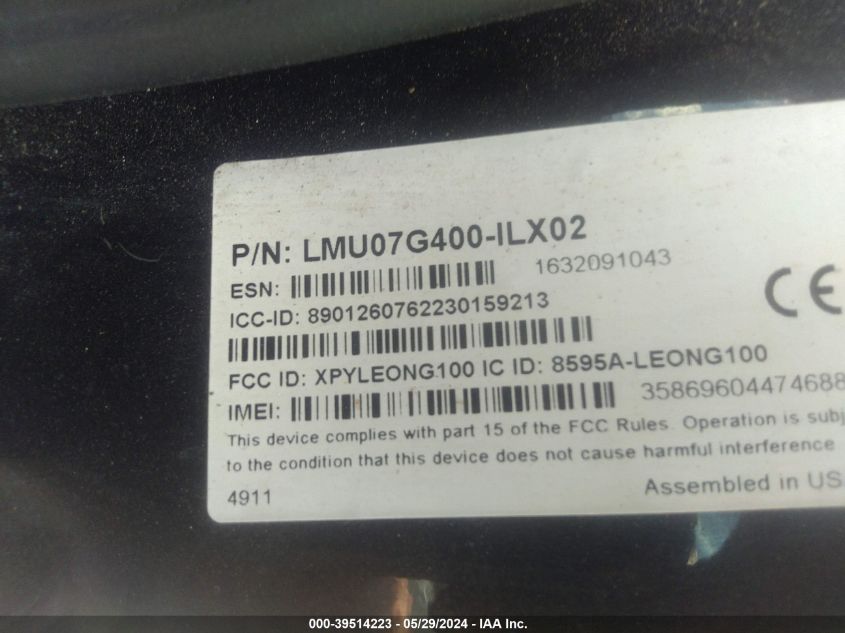 P/N: LMU07G400-ILX02
ESN: 1632091043
ICC-ID: 8901260762230159213
FCC ID: XPYLEONG100 IC ID: 8595A-LEONG100
IMEI: 35869604474688
This device complies with part 15 of the FCC Rules. Operation is subj
to the condition that this device does not cause harmful interference
4911 Assembled in US
CE
000-39514223 - 05/29/2024 - IAA Inc.